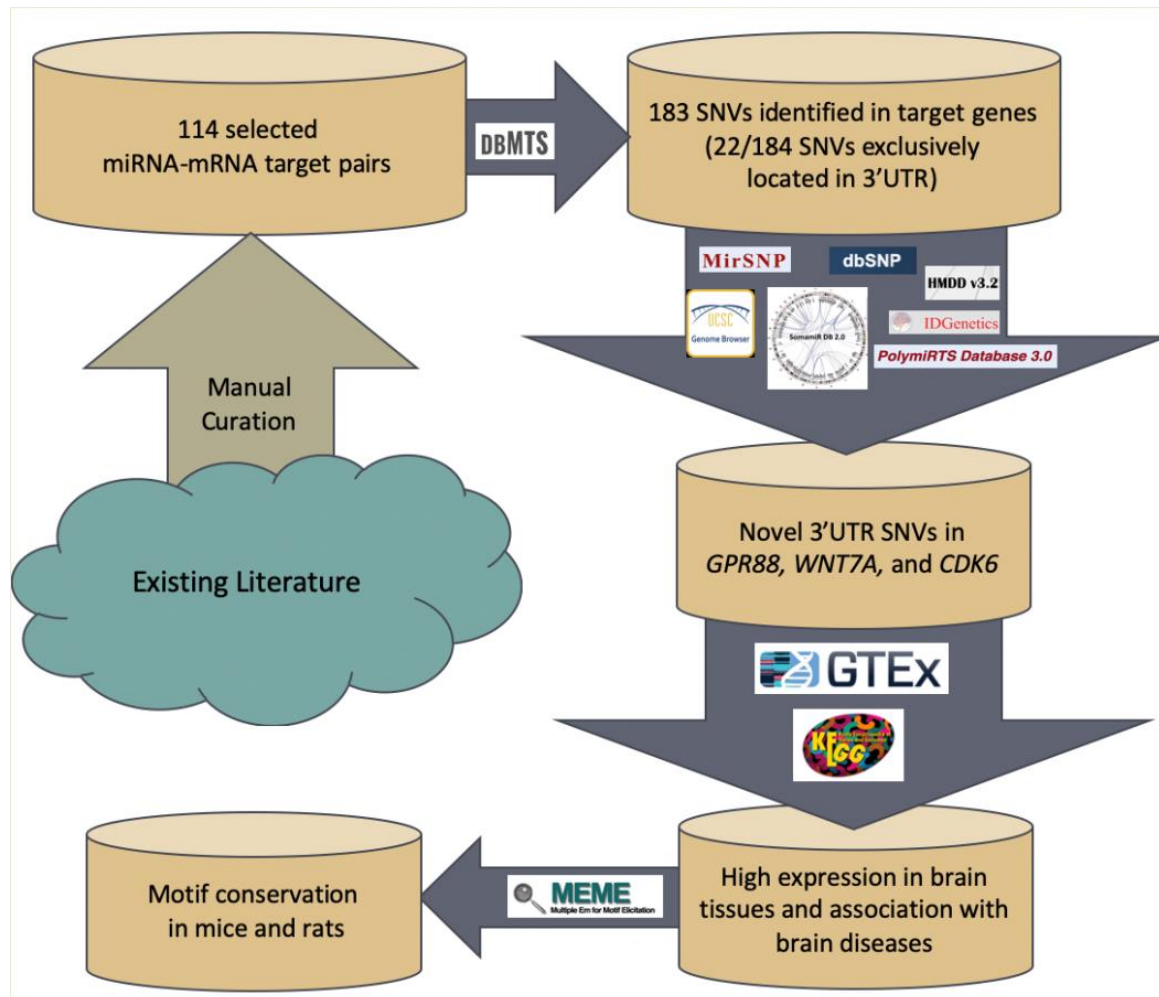 114 selected
miRNA-mRNA target pairs
DBMTS
183 SNVs identified in target genes
(22/184 SNVs exclusively
located in 3'UTR)
MirSNP
dbSNP
HMDD v3.2
UCSC
Genome Browser
SomamiR DB 2.0
IDGenetics
PolymiRTS Database 3.0
Manual
Curation
Existing Literature
Novel 3'UTR SNVs in
GPR88, WNT7A, and CDK6
GTEx
KEGG
Motif conservation
in mice and rats
MEME
Multiple Em for Motif Elicitation
High expression in brain
tissues and association with
brain diseases